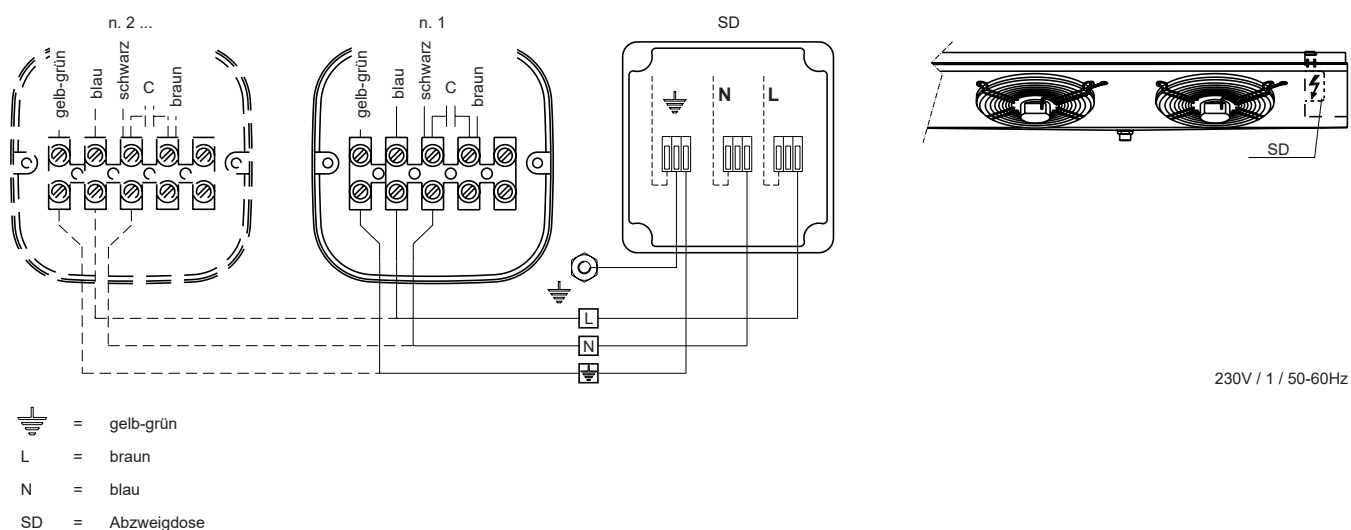 n. 2 ...
n. 1
SD
gelb-grün
blau
schwarz
C
braun
gelb-grün
blau
schwarz
C
braun
N
L
SD
L
N
230V / 1 / 50-60Hz
= gelb-grün
L = braun
N = blau
SD = Abzweigdose